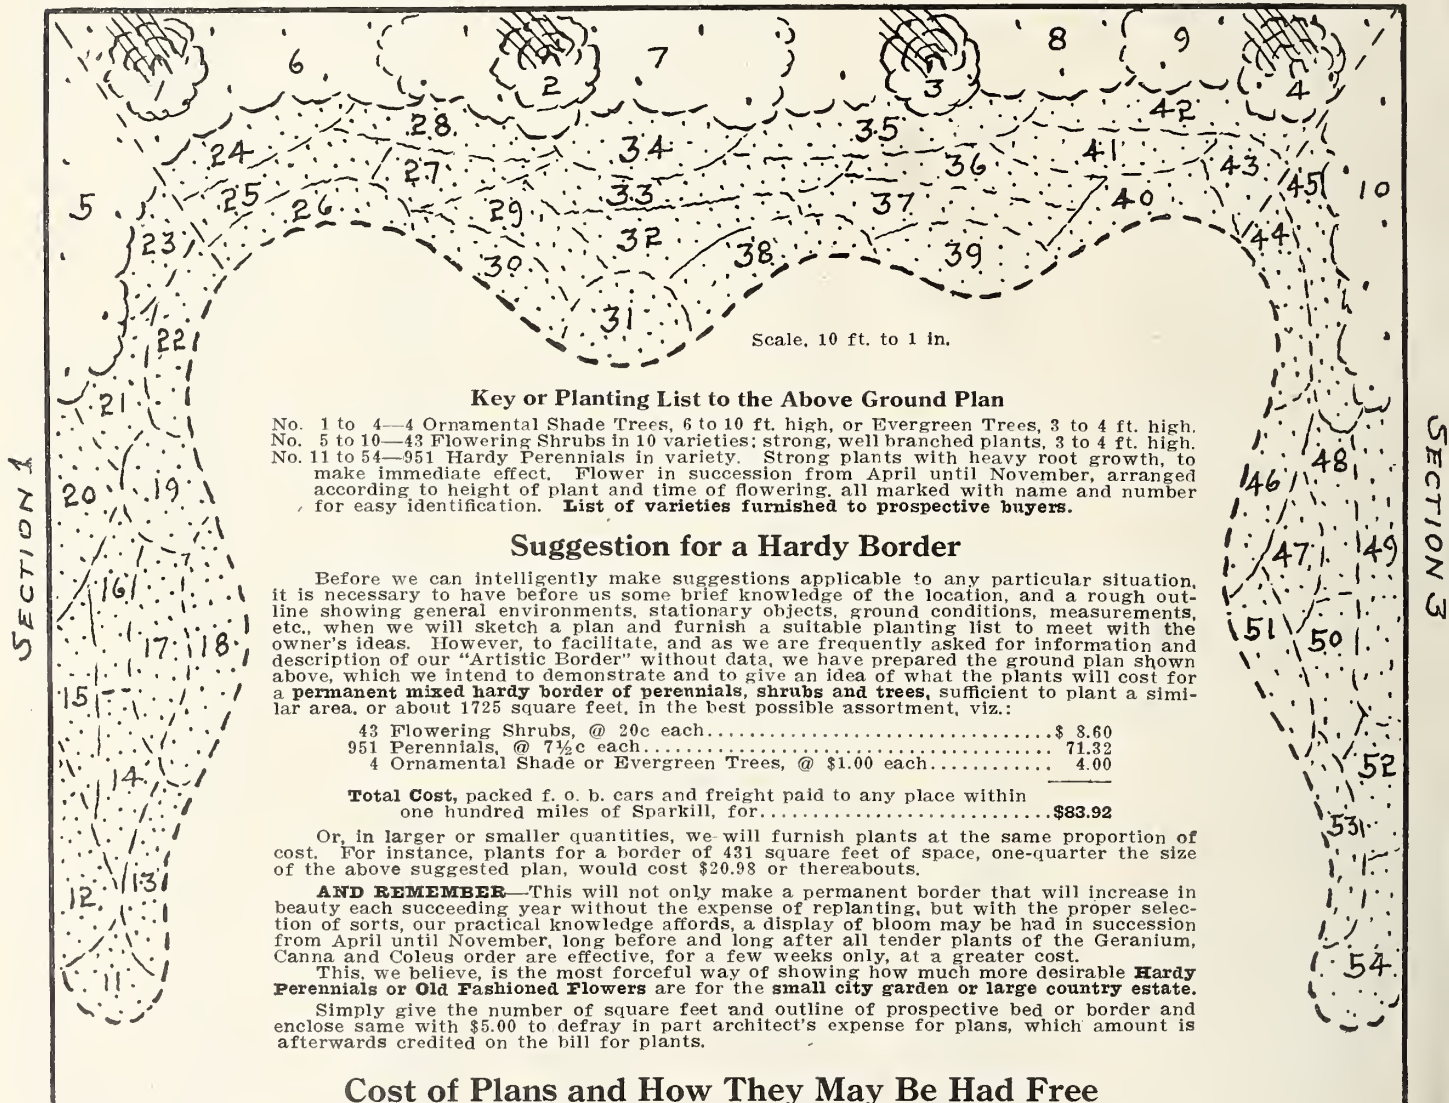 1
6
2
7
3
8
9
4
5
24
28
34
35
42
25
27
33
36
41
43
45
10
23
26
29
32
37
40
44
30
31
38
39
22
21
20
19
16
17
18
15
14
12
13
11
46
48
47
49
51
50
52
53
54
SECTION 1
SECTION 3
Scale, 10 ft. to 1 in.
Key or Planting List to the Above Ground Plan
No. 1 to 4—4 Ornamental Shade Trees, 6 to 10 ft. high, or Evergreen Trees, 3 to 4 ft. high.
No. 5 to 10—43 Flowering Shrubs in 10 varieties; strong, well branched plants, 3 to 4 ft. high.
No. 11 to 54—951 Hardy Perennials in variety. Strong plants with heavy root growth, to
make immediate effect. Flower in succession from April until November, arranged
according to height of plant and time of flowering, all marked with name and number
for easy identification. List of varieties furnished to prospective buyers.
Suggestion for a Hardy Border
Before we can intelligently make suggestions applicable to any particular situation,
it is necessary to have before us some brief knowledge of the location, and a rough out-
line showing general environments, stationary objects, ground conditions, measurements,
etc., when we will sketch a plan and furnish a suitable planting list to meet with the
owner's ideas. However, to facilitate, and as we are frequently asked for information and
description of our "Artistic Border" without data, we have prepared the ground plan shown
above, which we intend to demonstrate and to give an idea of what the plants will cost for
a permanent mixed hardy border of perennials, shrubs and trees, sufficient to plant a simi-
lar area, or about 1725 square feet, in the best possible assortment, viz.:
43 Flowering Shrubs, @ 20c each..................................$ 8.60
951 Perennials, @ 7½c each....................................... 71.32
4 Ornamental Shade or Evergreen Trees, @ $1.00 each............ 4.00
Total Cost, packed f. o. b. cars and freight paid to any place within
one hundred miles of Sparkill, for.............................$83.92
Or, in larger or smaller quantities, we will furnish plants at the same proportion of
cost. For instance, plants for a border of 431 square feet of space, one-quarter the size
of the above suggested plan, would cost $20.98 or thereabouts.
AND REMEMBER—This will not only make a permanent border that will increase in
beauty each succeeding year without the expense of replanting, but with the proper selec-
tion of sorts, our practical knowledge affords, a display of bloom may be had in succession
from April until November, long before and long after all tender plants of the Geranium,
Canna and Coleus order are effective, for a few weeks only, at a greater cost.
This, we believe, is the most forceful way of showing how much more desirable Hardy
Perennials or Old Fashioned Flowers are for the small city garden or large country estate.
Simply give the number of square feet and outline of prospective bed or border and
enclose same with $5.00 to defray in part architect's expense for plans, which amount is
afterwards credited on the bill for plants.
Cost of Plans and How They May Be Had Free